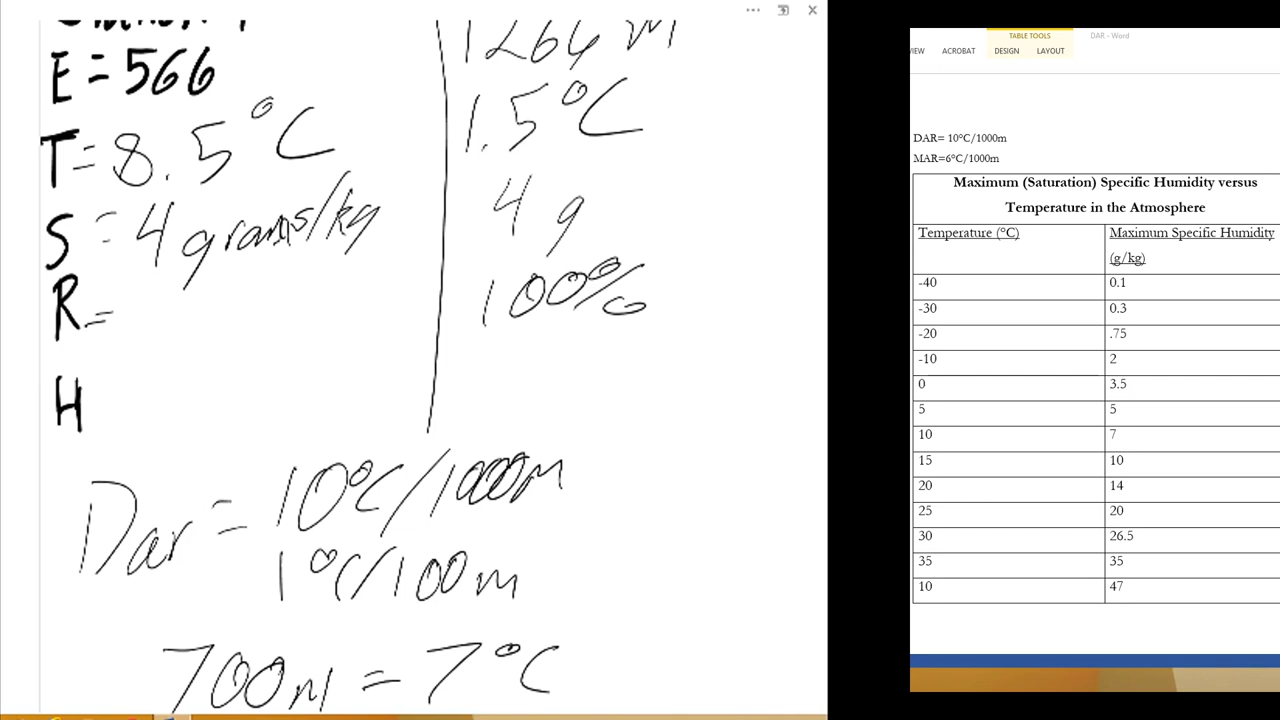 E = 566
1264 m
T = 8.5°C
1.5°C
S = 4 grams/kg
4 g
R =
100%
H
Dar = 10°C/1000m
1°C/100m
700m = 7°C
TABLE TOOLS
DAR - Word
IEW ACROBAT DESIGN LAYOUT
DAR= 10°C/1000m
MAR=6°C/1000m
Maximum (Saturation) Specific Humidity versus
Temperature in the Atmosphere
Temperature (°C) Maximum Specific Humidity
(g/kg)
-40 0.1
-30 0.3
-20 .75
-10 2
0 3.5
5 5
10 7
15 10
20 14
25 20
30 26.5
35 35
10 47